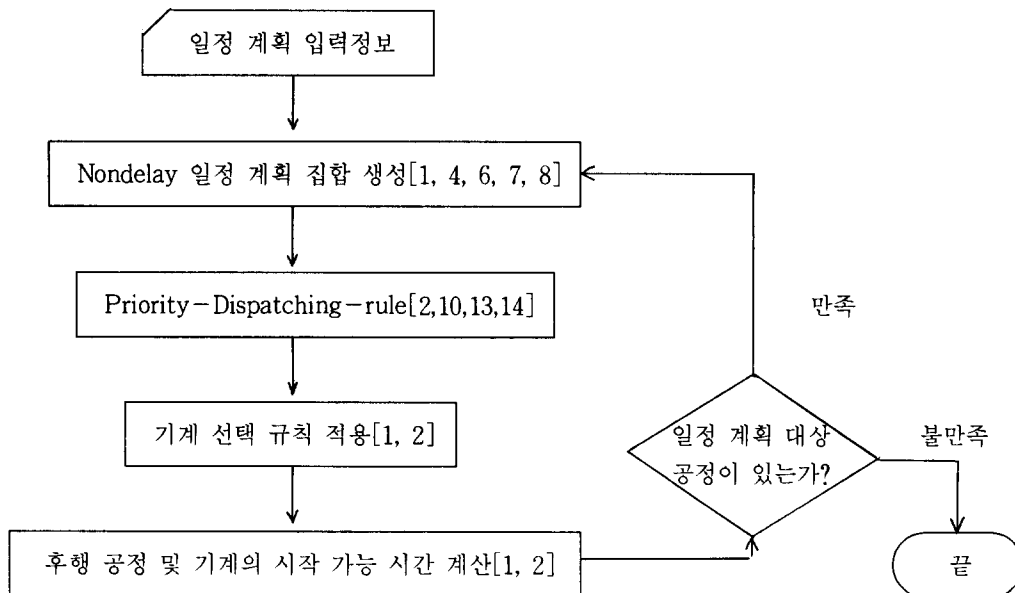 일정 계획 입력정보
Nondelay 일정 계획 집합 생성[1, 4, 6, 7, 8]
Priority-Dispatching-rule[2,10,13,14]
만족
기계 선택 규칙 적용[1, 2]
일정 계획 대상
공정이 있는가?
불만족
후행 공정 및 기계의 시작 가능 시간 계산[1, 2]
끝